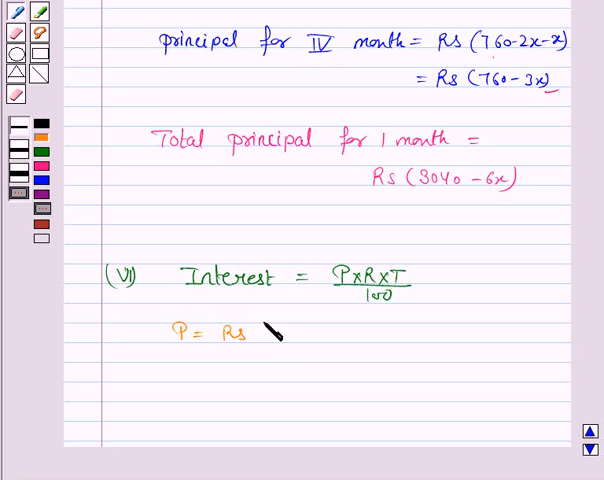 principal for IV month = Rs (760-2x-x)
= Rs (760-3x)
Total principal for 1 month =
Rs (3040-6x)
(VI) Interest = PxRxT
100
P = Rs